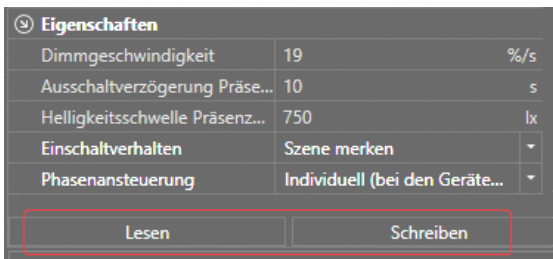 Eigenschaften
Dimmgeschwindigkeit 19 %/s
Ausschaltverzögerung Präse... 10 s
Helligkeitsschwelle Präsenz... 750 lx
Einschaltverhalten Szene merken
Phasenansteuerung Individuell (bei den Geräte...
Lesen Schreiben